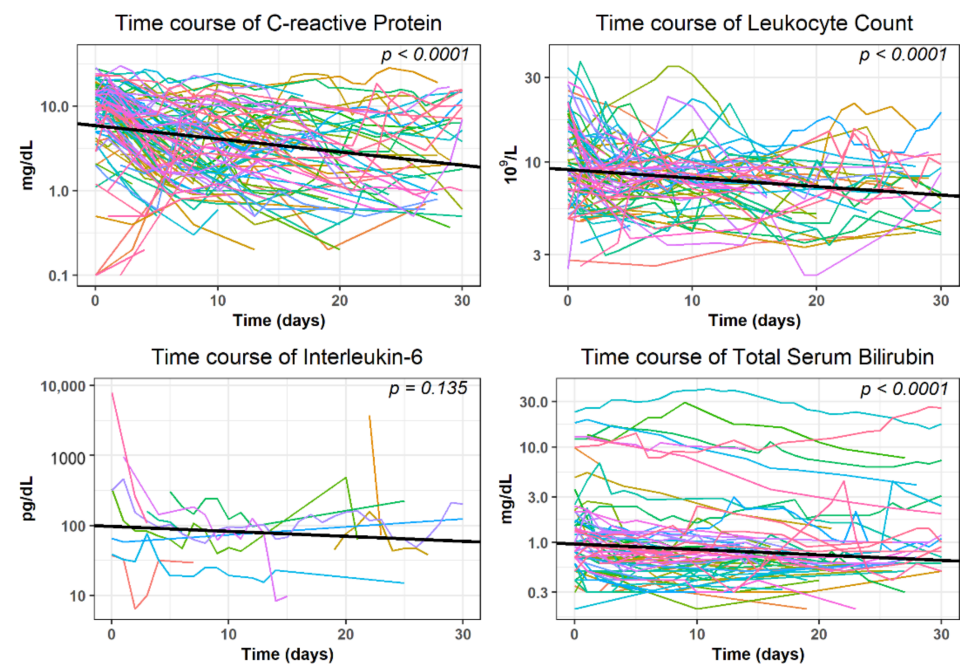 Time course of C-reactive Protein
p < 0.0001
mg/dL
10.0
1.0
0.1
0 10 20 30
Time (days)
Time course of Leukocyte Count
p < 0.0001
10⁹/L
30
10
3
0 10 20 30
Time (days)
Time course of Interleukin-6
p = 0.135
pg/dL
10,000
1000
100
10
0 10 20 30
Time (days)
Time course of Total Serum Bilirubin
p < 0.0001
mg/dL
30.0
10.0
3.0
1.0
0.3
0 10 20 30
Time (days)